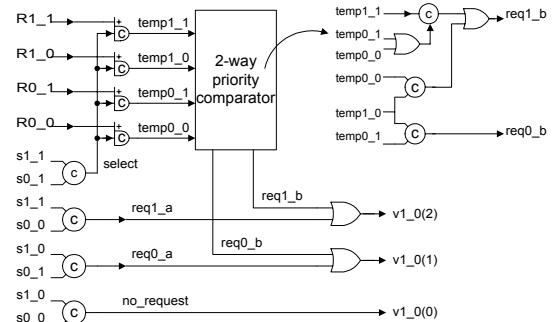 R1_1
+
C
temp1_1
R1_0
+
C
temp1_0
R0_1
+
C
temp0_1
R0_0
+
C
temp0_0
2-way
priority
comparator
temp1_1
C
req1_b
temp0_1
temp0_0
temp0_0
C
temp1_0
C
temp0_1
req0_b
s1_1
s0_1
C
select
s1_1
s0_0
C
req1_a
req1_b
v1_0(2)
s1_0
s0_1
C
req0_a
req0_b
v1_0(1)
s1_0
s0_0
C
no_request
v1_0(0)